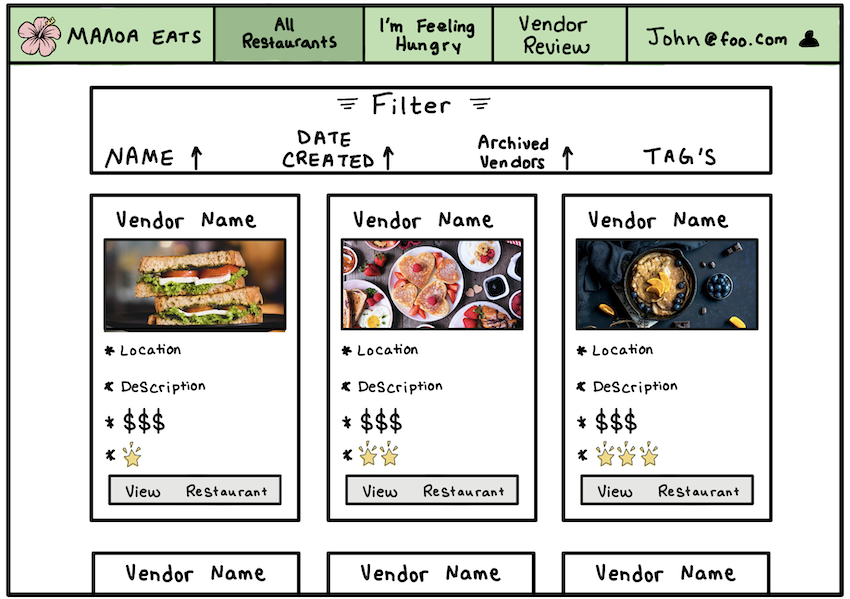 MANOA EATS
All
Restaurants
I'm Feeling
Hungry
Vendor
Review
John@foo.com
Filter
NAME ↑
DATE
CREATED ↑
Archived
Vendors ↑
TAG'S
Vendor Name
* Location
* Description
* $$$
*
View Restaurant
Vendor Name
* Location
* Description
* $$$
*
View Restaurant
Vendor Name
* Location
* Description
* $$$
*
View Restaurant
Vendor Name
Vendor Name
Vendor Name